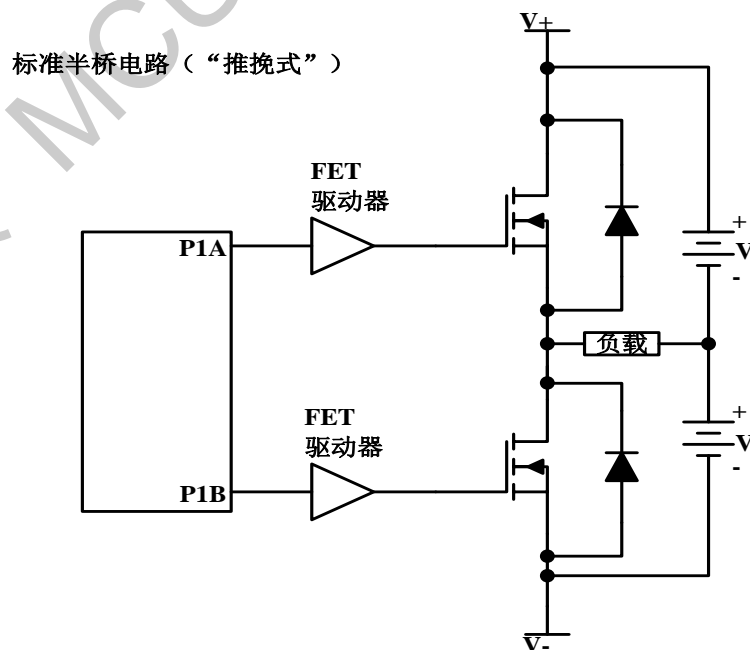 V+
标准半桥电路（“推挽式”）
MCU
FET
驱动器
P1A
+
V
-
负载
FET
驱动器
+
V
-
P1B
V-